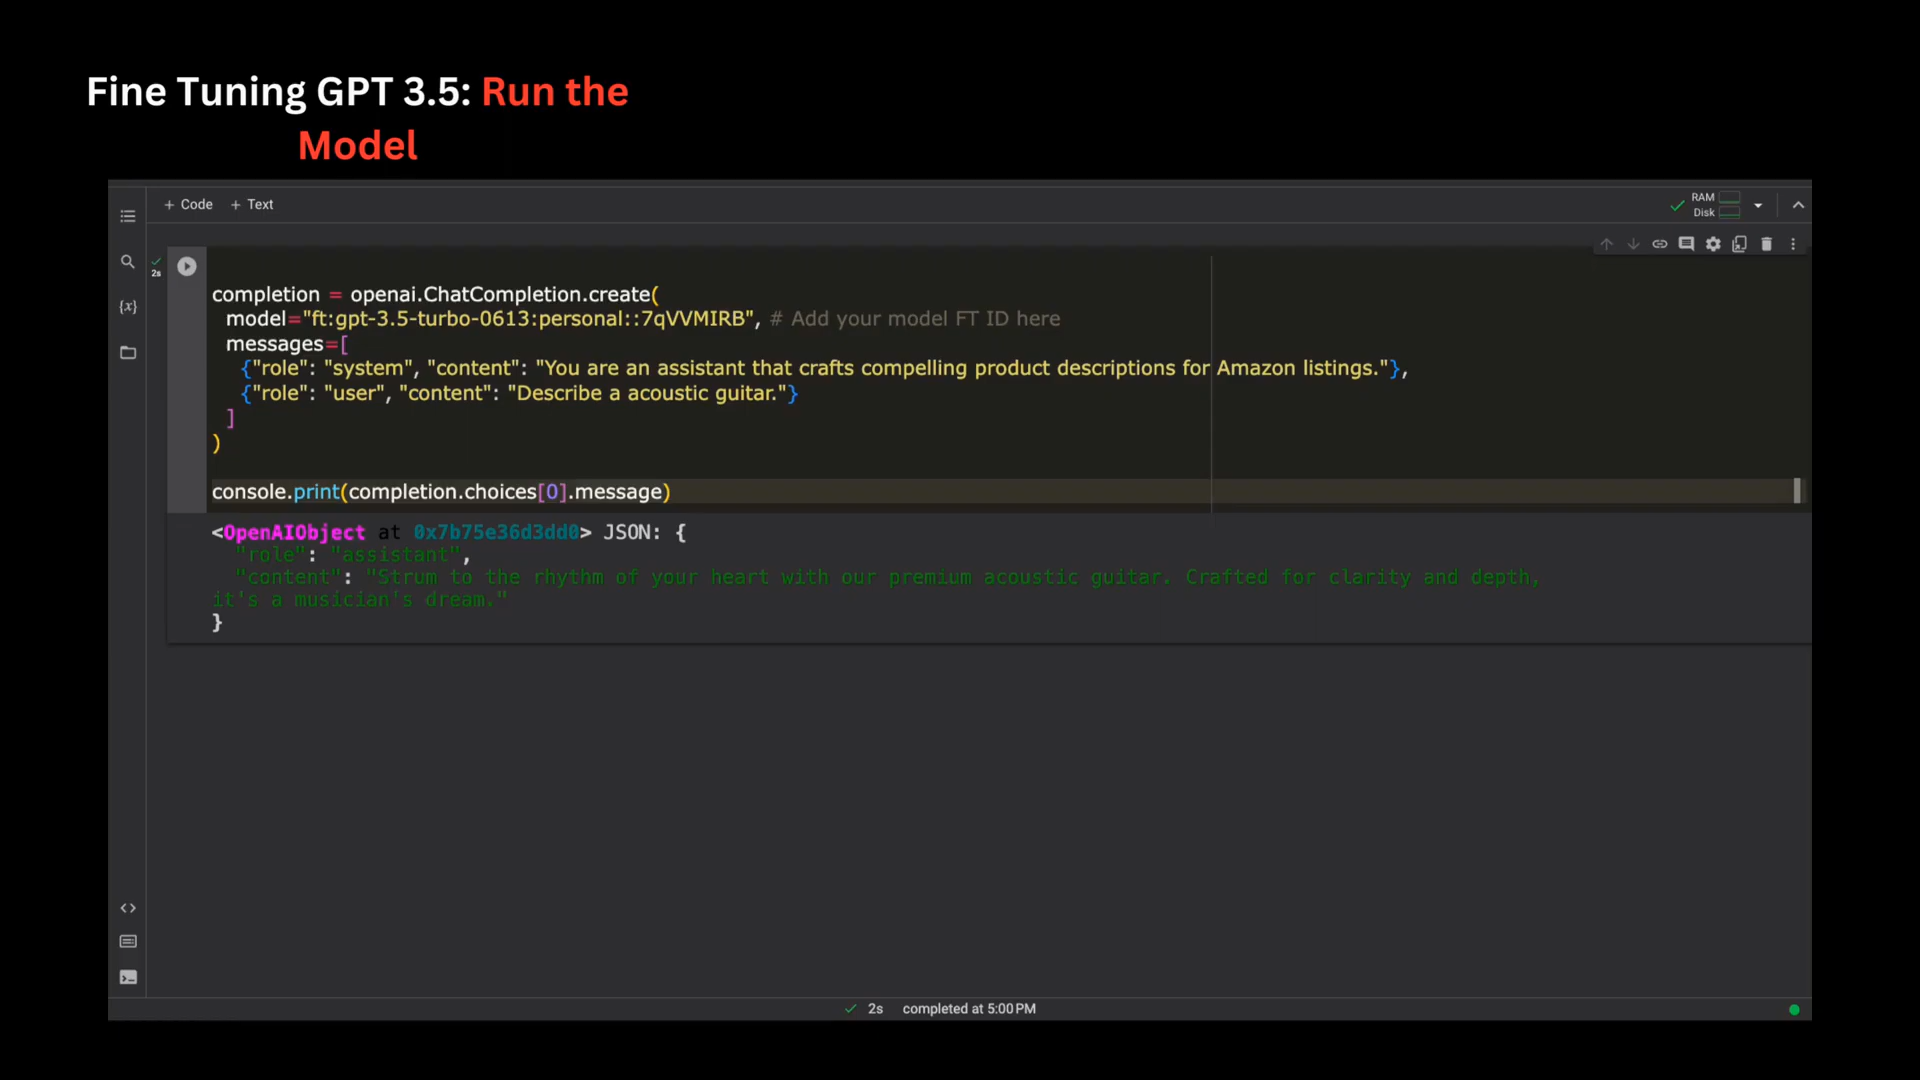 Fine Tuning GPT 3.5: Run the
Model
+ Code + Text
RAM
Disk
2s
{x}
completion = openai.ChatCompletion.create(
model="ft:gpt-3.5-turbo-0613:personal::7qVVMIRB", # Add your model FT ID here
messages=[
{"role": "system", "content": "You are an assistant that crafts compelling product descriptions for Amazon listings."},
{"role": "user", "content": "Describe a acoustic guitar."}
]
)
console.print(completion.choices[0].message)
<OpenAIObject at 0x7b75e36d3dd0> JSON: {
"role": "assistant",
"content": "Strum to the rhythm of your heart with our premium acoustic guitar. Crafted for clarity and depth,
it's a musician's dream."
}
2s completed at 5:00 PM